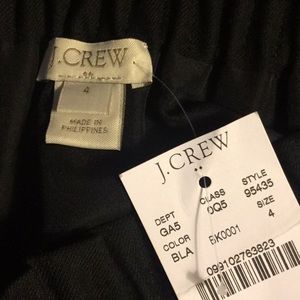 J.CREW
4
MADE IN
PHILIPPINES
J.CREW
**
DEPT CLASS STYLE
GA5 0Q5 95435
COLOR SIZE
BLA BK0001 4
099102763823